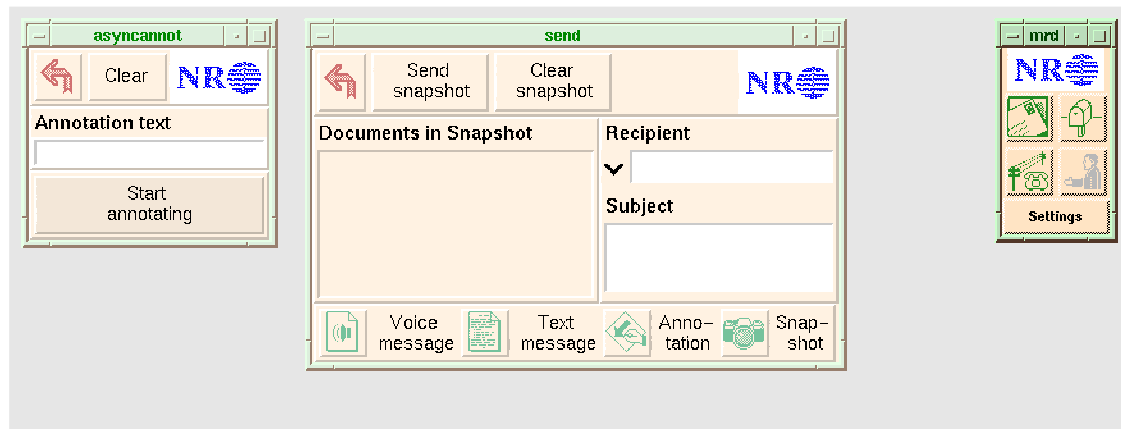 asyncannot
Clear
NR
Annotation text
Start
annotating
send
Send
snapshot
Clear
snapshot
NR
Documents in Snapshot
Recipient
Subject
Voice
message
Text
message
Anno-
tation
Snap-
shot
mrd
NR
Settings